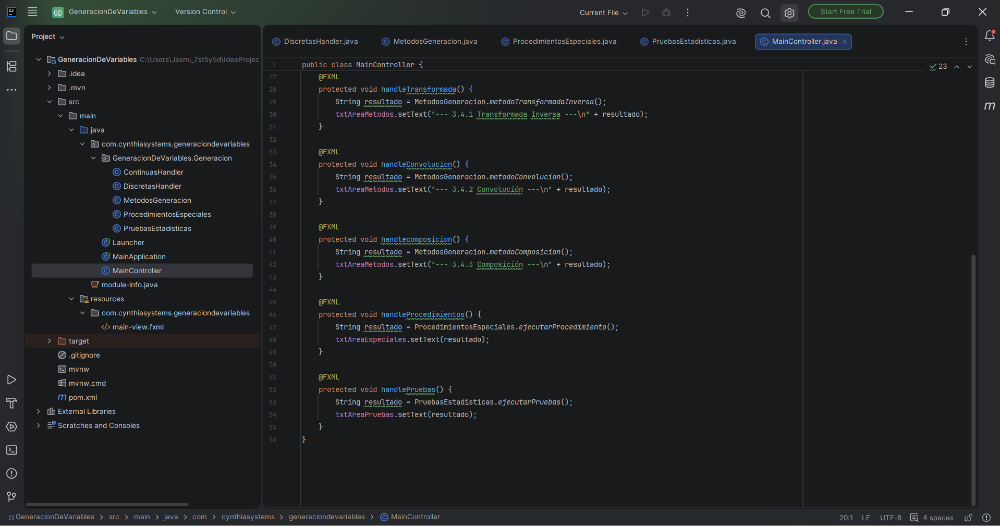 GD GeneracionDeVariables Version Control Current File Start Free Trial
Project
GeneracionDeVariables C:\Users\Jasmi_7st5y5d\IdeaProjec
.idea
.mvn
src
main
java
com.cynthiasystems.generaciondevariables
GeneracionDeVariables.Generacion
ContinuasHandler
DiscretasHandler
MetodosGeneracion
ProcedimientosEspeciales
PruebasEstadisticas
Launcher
MainApplication
MainController
module-info.java
resources
com.cynthiasystems.generaciondevariables
main-view.fxml
target
.gitignore
mvnw
mvnw.cmd
pom.xml
External Libraries
Scratches and Consoles
DiscretasHandler.java MetodosGeneracion.java ProcedimientosEspeciales.java PruebasEstadisticas.java MainController.java
7 public class MainController { 23
27 @FXML
28 protected void handleTransformada() {
29 String resultado = MetodosGeneracion.metodoTransformadaInversa();
30 txtAreaMetodos.setText("--- 3.4.1 Transformada Inversa ---\n" + resultado);
31 }
32
33 @FXML
34 protected void handleConvolucion() {
35 String resultado = MetodosGeneracion.metodoConvolucion();
36 txtAreaMetodos.setText("--- 3.4.2 Convolución ---\n" + resultado);
37 }
38
39 @FXML
40 protected void handlecomposicion() {
41 String resultado = MetodosGeneracion.metodoComposicion();
42 txtAreaMetodos.setText("--- 3.4.3 Composición ---\n" + resultado);
43 }
44
45 @FXML
46 protected void handleProcedimientos() {
47 String resultado = ProcedimientosEspeciales.ejecutarProcedimiento();
48 txtAreaEspeciales.setText(resultado);
49 }
50
51 @FXML
52 protected void handlePruebas() {
53 String resultado = PruebasEstadisticas.ejecutarPruebas();
54 txtAreaPruebas.setText(resultado);
55 }
56 }
GeneracionDeVariables > src > main > java > com > cynthiasystems > generaciondevariables > MainController 20:1 LF UTF-8 4 spaces